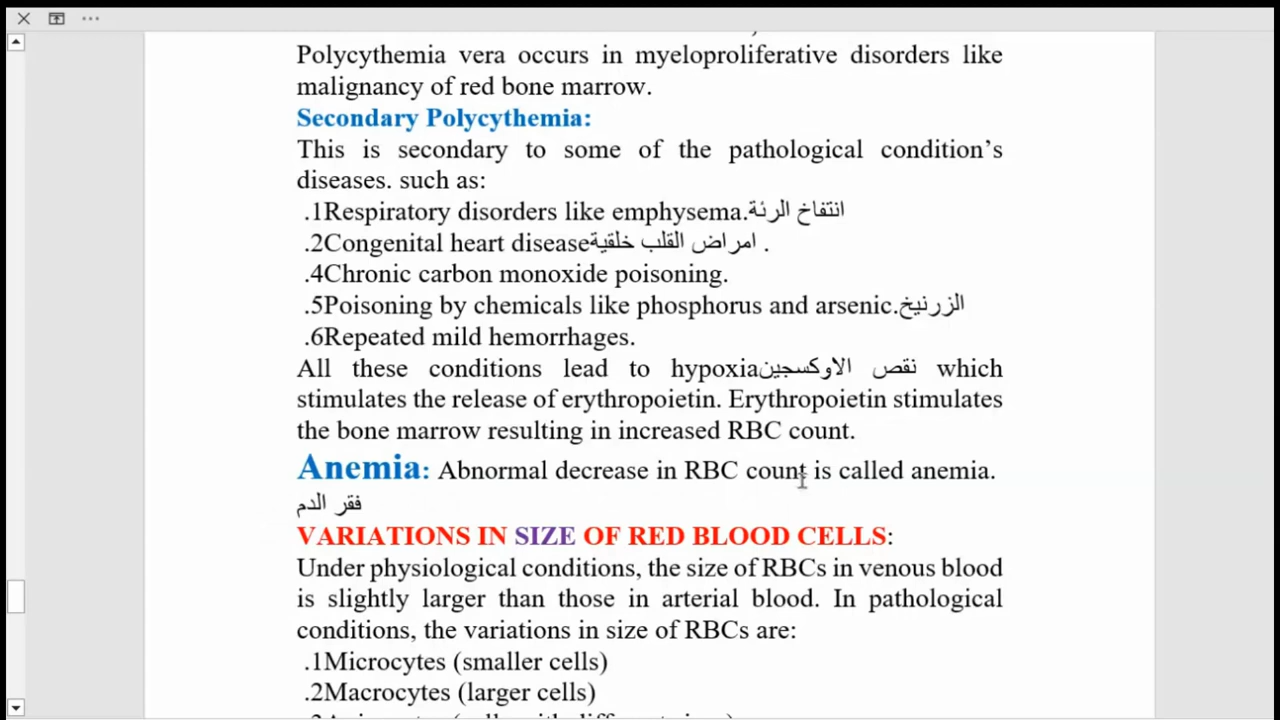 Polycythemia vera occurs in myeloproliferative disorders like
malignancy of red bone marrow.
Secondary Polycythemia:
This is secondary to some of the pathological condition's
diseases. such as:
.1Respiratory disorders like emphysema.انتفاخ الرئة
.2Congenital heart diseaseامراض القلب خلقية .
.4Chronic carbon monoxide poisoning.
.5Poisoning by chemicals like phosphorus and arsenic.الزرنيخ
.6Repeated mild hemorrhages.
All these conditions lead to hypoxiaنقص الاوكسجين which
stimulates the release of erythropoietin. Erythropoietin stimulates
the bone marrow resulting in increased RBC count.
Anemia: Abnormal decrease in RBC count is called anemia.
فقر الدم
VARIATIONS IN SIZE OF RED BLOOD CELLS:
Under physiological conditions, the size of RBCs in venous blood
is slightly larger than those in arterial blood. In pathological
conditions, the variations in size of RBCs are:
.1Microcytes (smaller cells)
.2Macrocytes (larger cells)